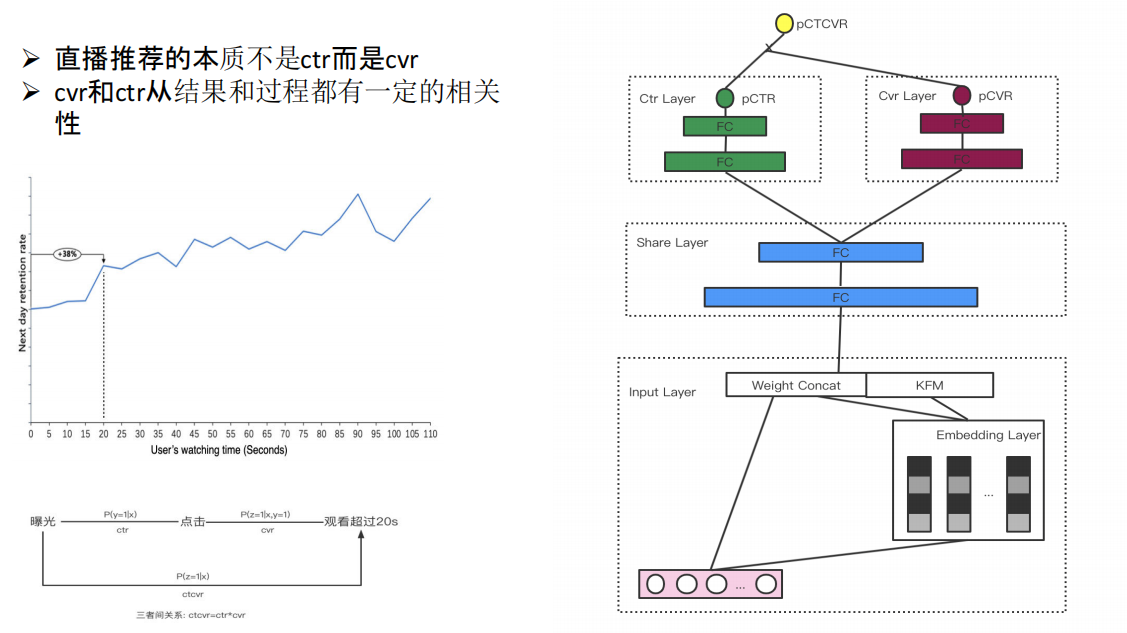 ➢ 直播推荐的本质不是ctr而是cvr
➢ cvr和ctr从结果和过程都有一定的相关
性
Next day retention rate
+38%
0 5 10 15 20 25 30 35 40 45 50 55 60 65 70 75 80 85 90 95 100 105 110
User's watching time (Seconds)
曝光 P(y=1|x) 点击 P(z=1|x,y=1) 观看超过20s
ctr cvr
P(z=1|x)
ctcvr
三者间关系: ctcvr=ctr*cvr
pCTCVR
Ctr Layer pCTR
FC
FC
Cvr Layer pCVR
FC
FC
Share Layer
FC
FC
Input Layer
Weight Concat KFM
Embedding Layer
...
...